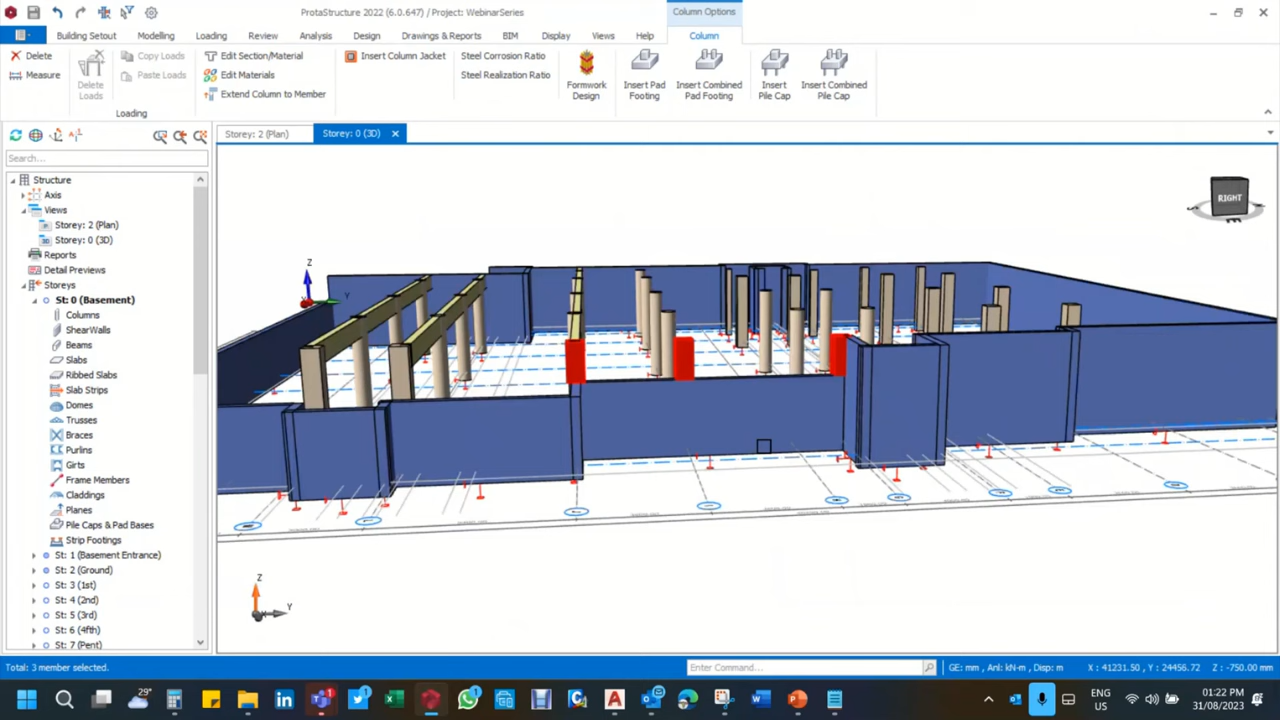 ProtaStructure 2022 (6.0.647) / Project: WebinarSeries
Column Options
Building Setout
Modelling
Loading
Review
Analysis
Design
Drawings & Reports
BIM
Display
Views
Help
Column
Delete
Measure
Delete Loads
Copy Loads
Paste Loads
Loading
Edit Section/Material
Edit Materials
Extend Column to Member
Insert Column Jacket
Steel Corrosion Ratio
Steel Realization Ratio
Formwork Design
Insert Pad Footing
Insert Combined Pad Footing
Insert Pile Cap
Insert Combined Pile Cap
Storey: 2 (Plan)
Storey: 0 (3D)
Search...
Structure
Axis
Views
Storey: 2 (Plan)
Storey: 0 (3D)
Reports
Detail Previews
Storeys
St: 0 (Basement)
Columns
ShearWalls
Beams
Slabs
Ribbed Slabs
Slab Strips
Domes
Trusses
Braces
Purlins
Girts
Frame Members
Claddings
Planes
Pile Caps & Pad Bases
Strip Footings
St: 1 (Basement Entrance)
St: 2 (Ground)
St: 3 (1st)
St: 4 (2nd)
St: 5 (3rd)
St: 6 (4fth)
St: 7 (Pent)
RIGHT
Z
Y
Z
Y
Total: 3 member selected.
Enter Command...
GE: mm, Anl: kN-m, Disp: m
X : 41231.50 , Y : 24456.72
Z : -750.00 mm
29°
1
1
ENG
US
01:22 PM
31/08/2023